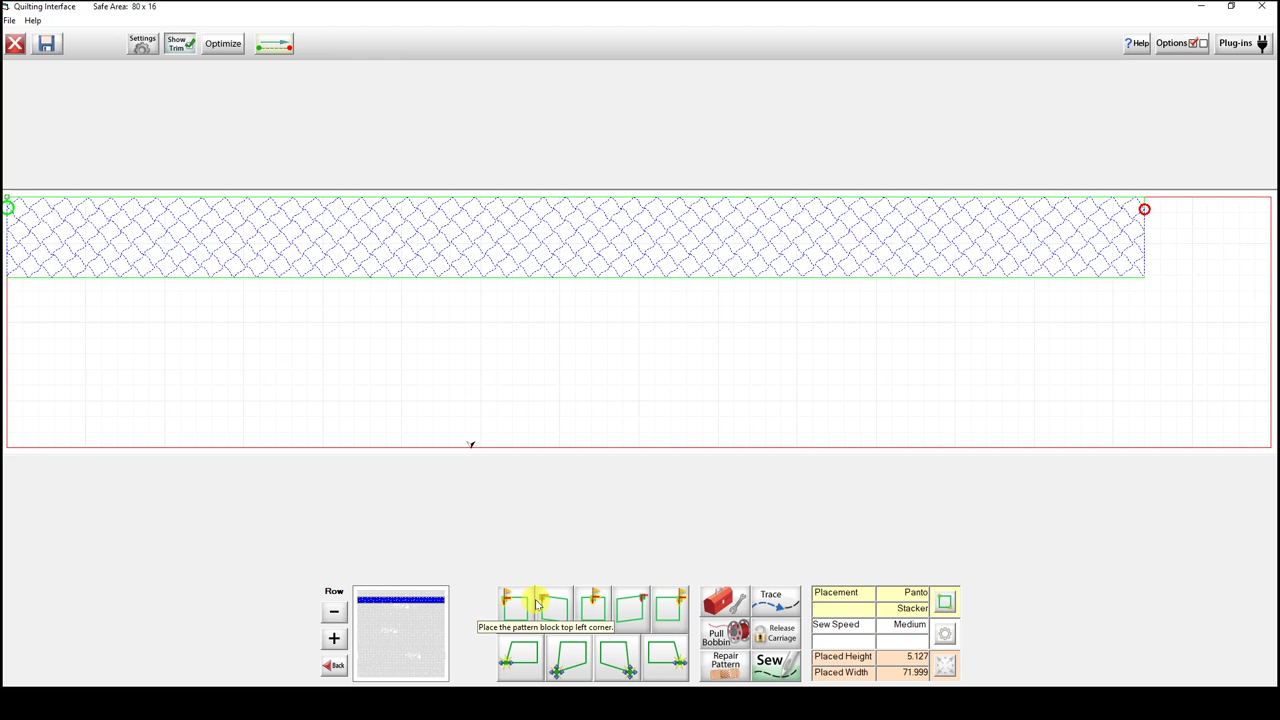 Quilting Interface Safe Area: 80 x 16
File Help
Settings
Show
Trim
Optimize
?Help
Options
Plug-ins
Row
Back
Place the pattern block top left corner.
Trace
Pull
Bobbin
Release
Carriage
Repair
Pattern
Sew
Placement Panto
Stacker
Sew Speed Medium
Placed Height 5.127
Placed Width 71.999